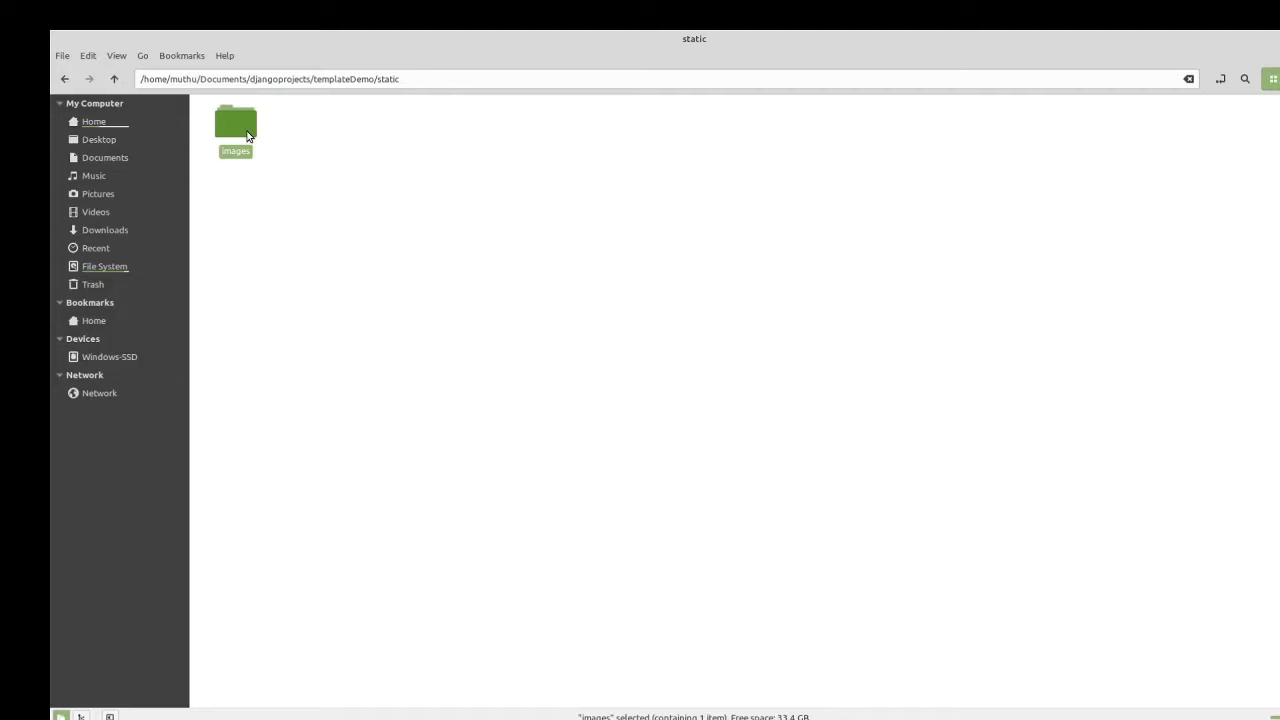 static
File Edit View Go Bookmarks Help
/home/muthu/Documents/djangoprojects/templateDemo/static
My Computer
Home
Desktop
Documents
Music
Pictures
Videos
Downloads
Recent
File System
Trash
Bookmarks
Home
Devices
Windows-SSD
Network
Network
images
"images" selected (containing 1 item), Free space: 33.4 GB